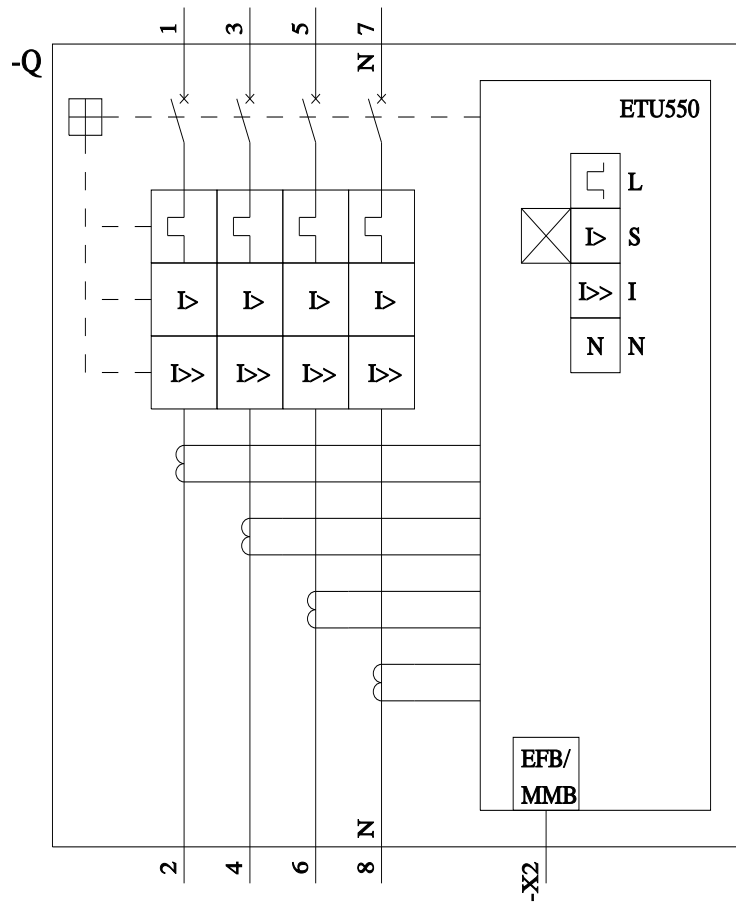 1
3
5
7
-Q
N
ETU550
L
I> S
I> I> I> I>
I>> I
N N
I>> I>> I>> I>>
EFB/
MMB
N
2
4
6
8
-X2